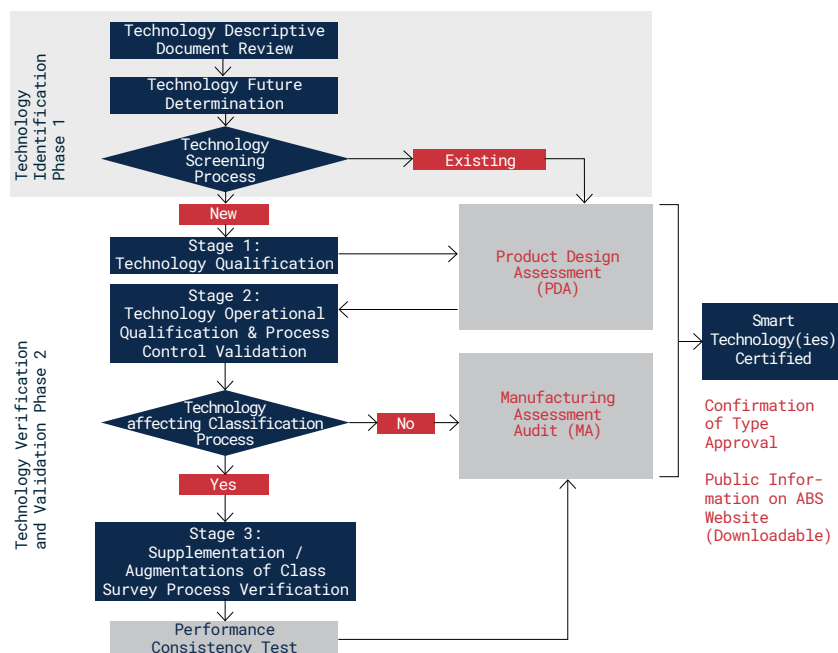 Technology
Identification
Phase 1
Technology Descriptive
Document Review
Technology Future
Determination
Technology
Screening
Process
Existing
New
Technology Verification
and Validation Phase 2
Stage 1:
Technology Qualification
Product Design
Assessment
(PDA)
Stage 2:
Technology Operational
Qualification & Process
Control Validation
Smart
Technology(ies)
Certified
Technology
affecting Classification
Process
No
Manufacturing
Assessment
Audit (MA)
Confirmation
of Type
Approval
Public Infor-
mation on ABS
Website
(Downloadable)
Yes
Stage 3:
Supplementation /
Augmentations of Class
Survey Process Verification
Performance
Consistency Test